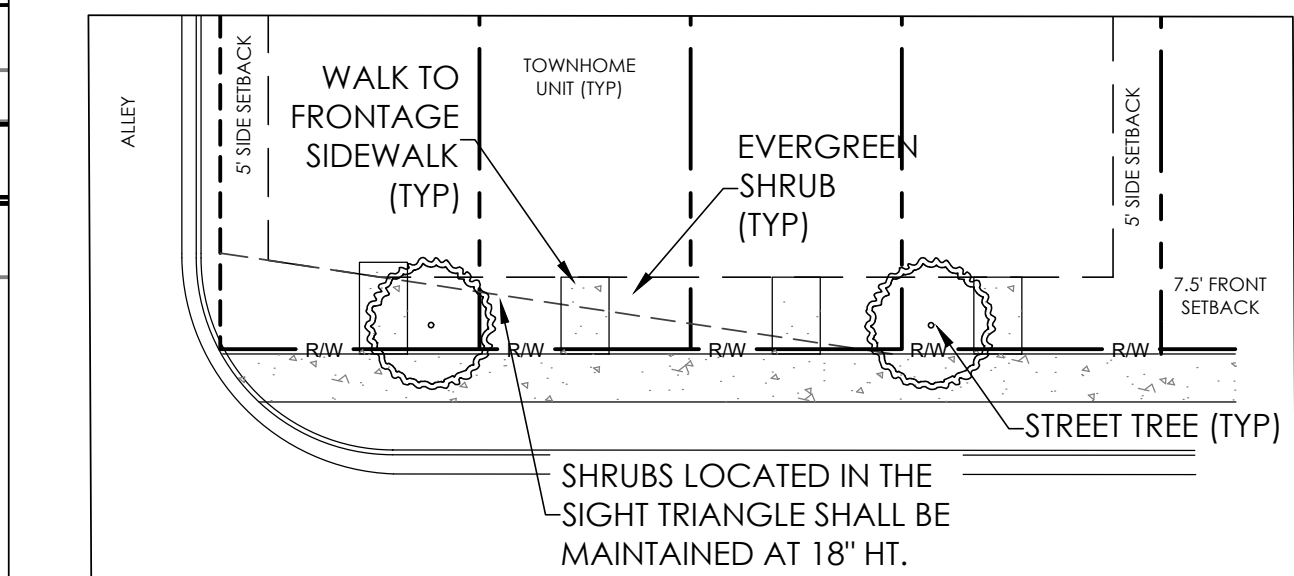 ALLEY
5' SIDE SETBACK
WALK TO
FRONTAGE
SIDEWALK
(TYP)
TOWNHOME
UNIT (TYP)
EVERGREEN
SHRUB
(TYP)
5' SIDE SETBACK
7.5' FRONT
SETBACK
R/W
R/W
R/W
R/W
R/W
STREET TREE (TYP)
SHRUBS LOCATED IN THE
SIGHT TRIANGLE SHALL BE
MAINTAINED AT 18" HT.